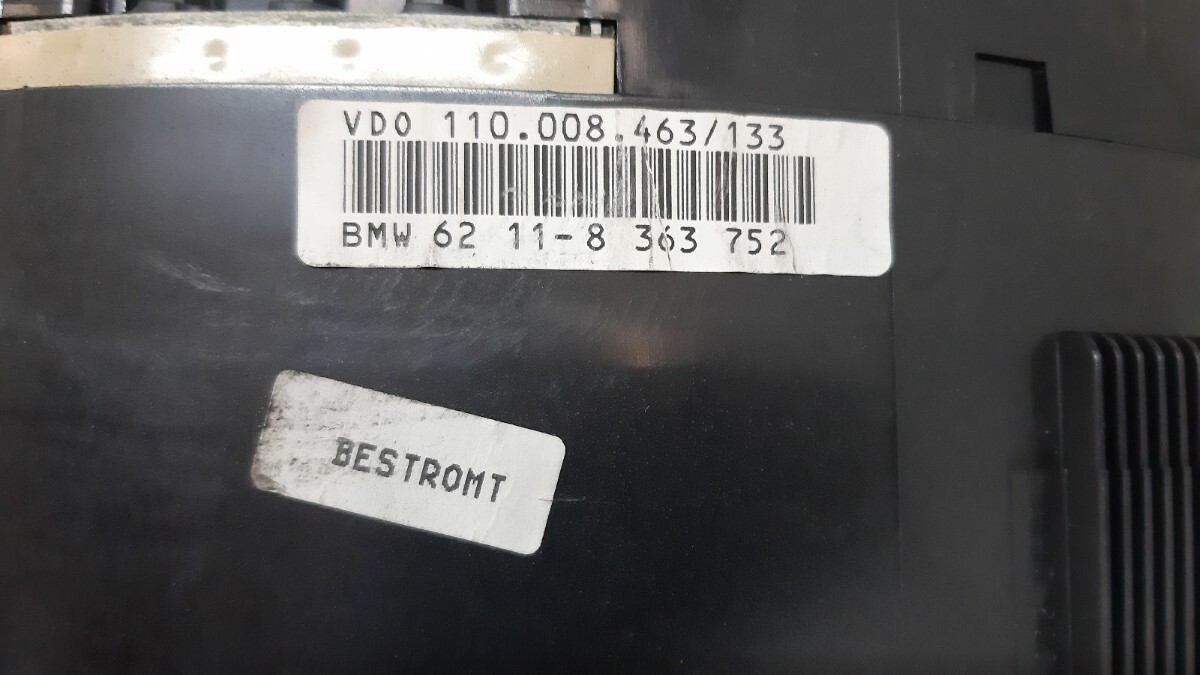 VDO 110.008.463/133
BMW 62 11-8 363 752
BESTROMT